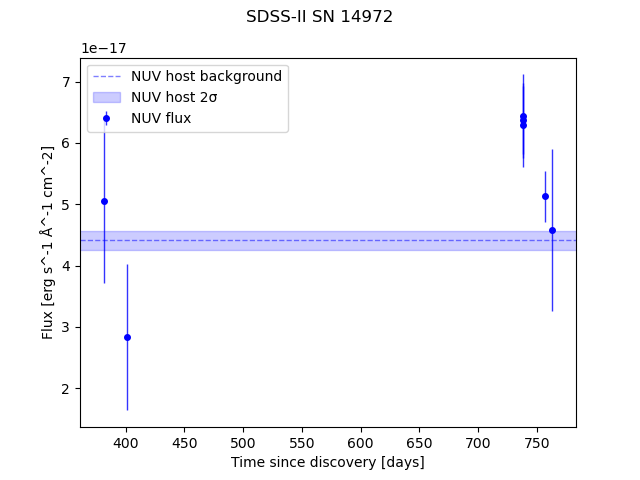 SDSS-II SN 14972
1e−17
NUV host background
NUV host 2σ
NUV flux
7
6
5
4
3
2
Flux [erg s^-1 Å^-1 cm^-2]
400 450 500 550 600 650 700 750
Time since discovery [days]